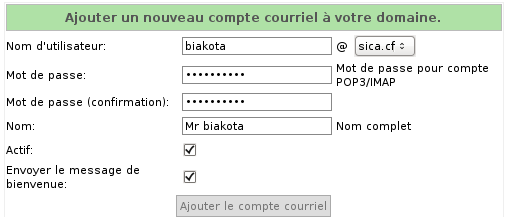 Ajouter un nouveau compte courriel à votre domaine.
Nom d'utilisateur: biakota @ sica.cf
Mot de passe: •••••••••• Mot de passe pour compte
POP3/IMAP
Mot de passe (confirmation): ••••••••••
Nom: Mr biakota Nom complet
Actif:
Envoyer le message de
bienvenue:
Ajouter le compte courriel